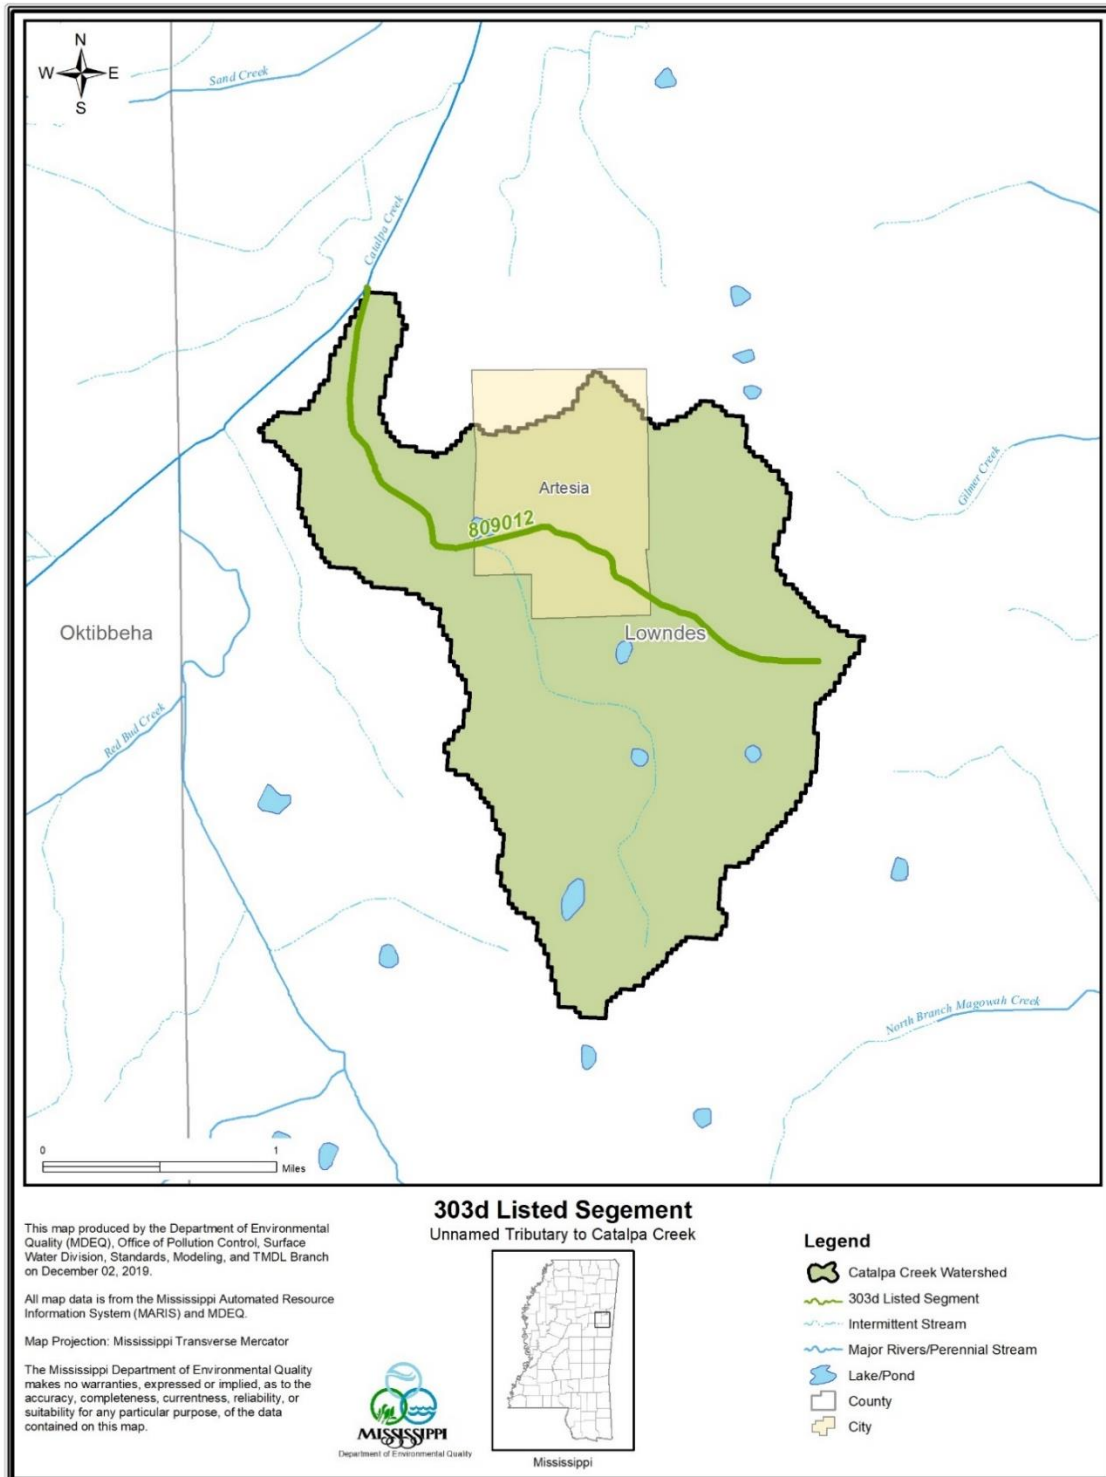 N
W E
S
Sand Creek
Catalpa Creek
Artesia
809012
Gilmer Creek
Oktibbeha
Lowndes
Red Bud Creek
North Branch Magowah Creek
0 1
Miles
303d Listed Segement
Unnamed Tributary to Catalpa Creek
This map produced by the Department of Environmental
Quality (MDEQ), Office of Pollution Control, Surface
Water Division, Standards, Modeling, and TMDL Branch
on December 02, 2019.
All map data is from the Mississippi Automated Resource
Information System (MARIS) and MDEQ.
Map Projection: Mississippi Transverse Mercator
The Mississippi Department of Environmental Quality
makes no warranties, expressed or implied, as to the
accuracy, completeness, currentness, reliability, or
suitability for any particular purpose, of the data
contained on this map.
MISSISSIPPI
Department of Environmental Quality
Mississippi
Legend
Catalpa Creek Watershed
303d Listed Segment
Intermittent Stream
Major Rivers/Perennial Stream
Lake/Pond
County
City